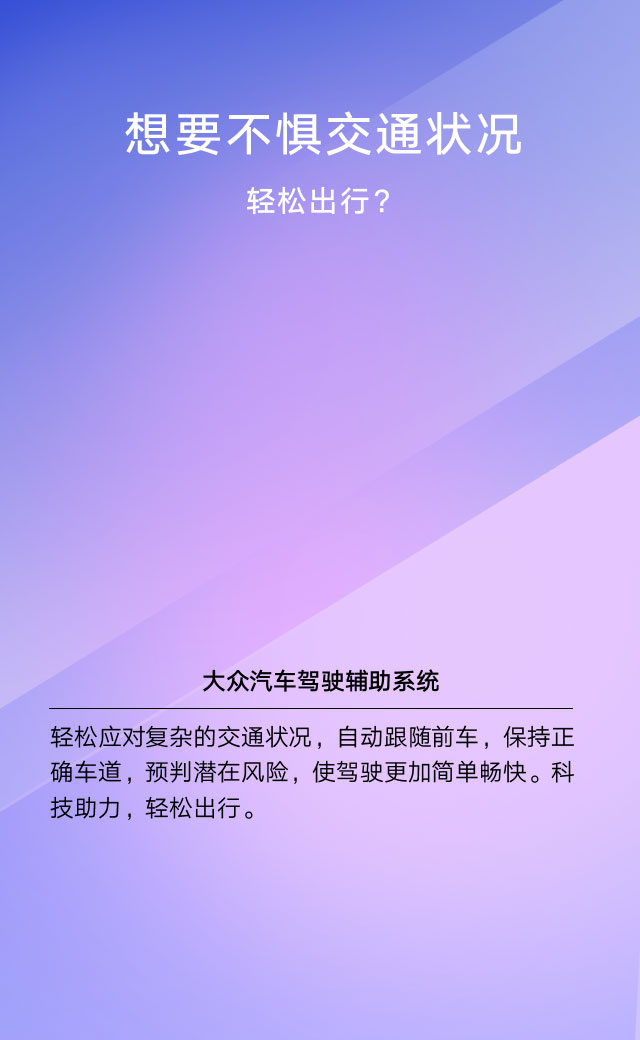 想要不惧交通状况
轻松出行?
大众汽车驾驶辅助系统
轻松应对复杂的交通状况，自动跟随前车，保持正
确车道，预判潜在风险，使驾驶更加简单畅快。科
技助力，轻松出行。